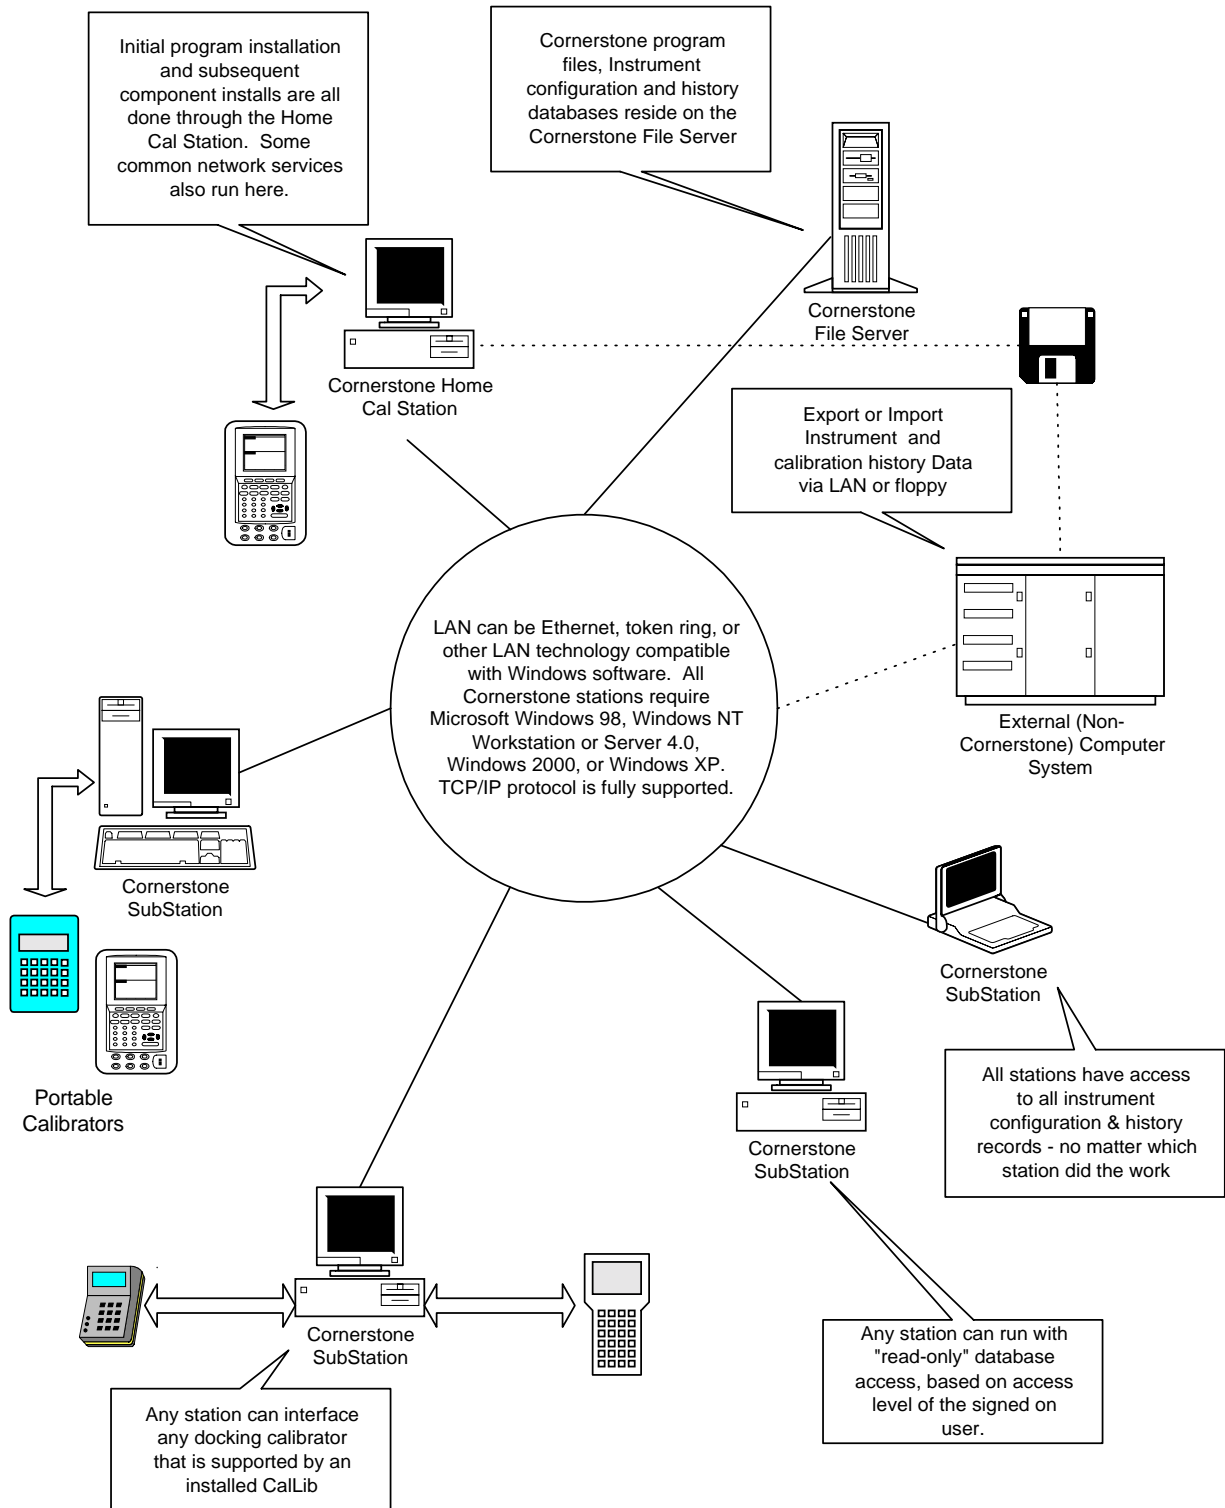 Initial program installation
and subsequent
component installs are all
done through the Home
Cal Station.  Some
common network services
also run here.
Cornerstone program
files, Instrument
configuration and history
databases reside on the
Cornerstone File Server
Cornerstone
File Server
Cornerstone Home
Cal Station
Export or Import
Instrument  and
calibration history Data
via LAN or floppy
LAN can be Ethernet, token ring, or
other LAN technology compatible
with Windows software.  All
Cornerstone stations require
Microsoft Windows 98, Windows NT
Workstation or Server 4.0,
Windows 2000, or Windows XP.
TCP/IP protocol is fully supported.
External (Non-
Cornerstone) Computer
System
Cornerstone
SubStation
Portable
Calibrators
Cornerstone
SubStation
All stations have access
to all instrument
configuration & history
records - no matter which
station did the work
Cornerstone
SubStation
Any station can run with
"read-only" database
access, based on access
level of the signed on
user.
Cornerstone
SubStation
Any station can interface
any docking calibrator
that is supported by an
installed CalLib